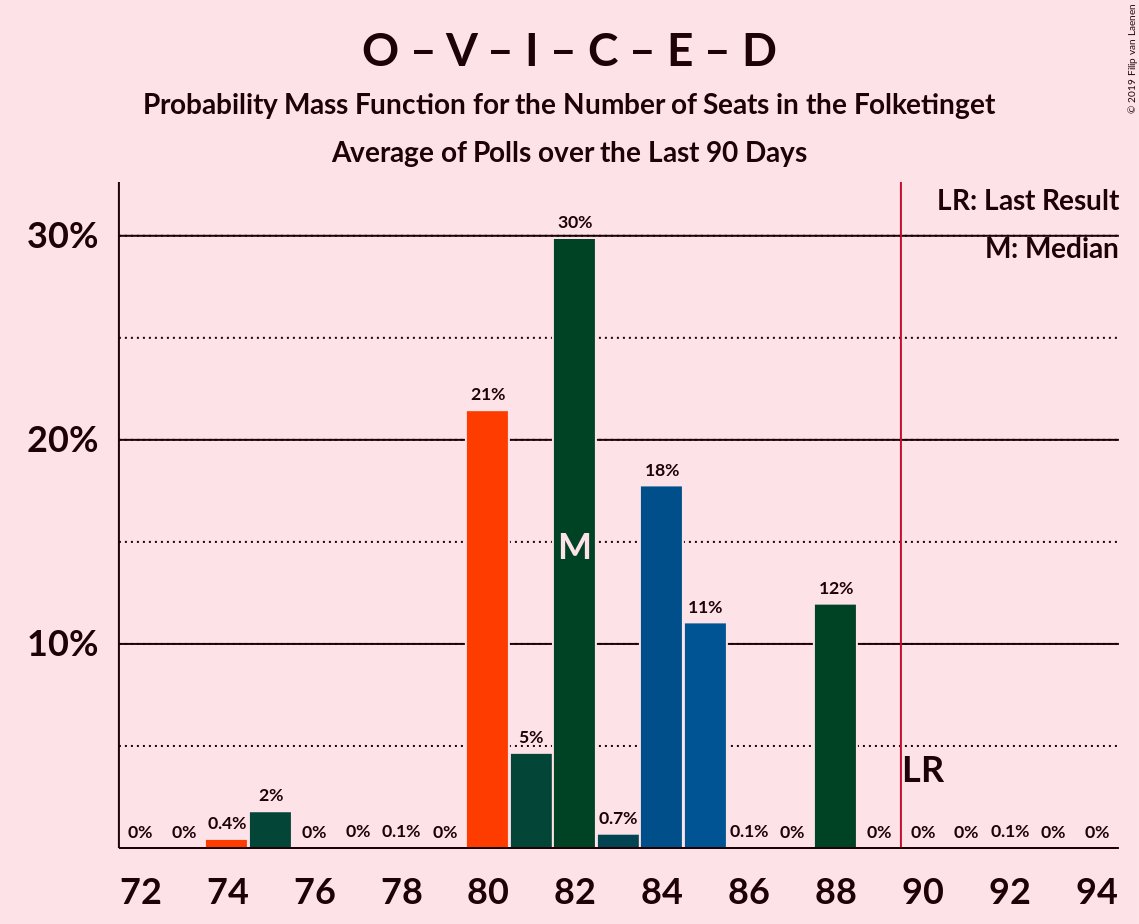 O – V – I – C – E – D
Probability Mass Function for the Number of Seats in the Folketinget
Average of Polls over the Last 90 Days
© 2019 Filip van Laenen
LR: Last Result
M: Median
30%
20%
10%
0%
0%
0.4%
2%
0%
0%
0.1%
0%
21%
5%
30%
0.7%
18%
11%
0.1%
0%
12%
0%
0%
0%
0.1%
0%
0%
M
LR
72 74 76 78 80 82 84 86 88 90 92 94